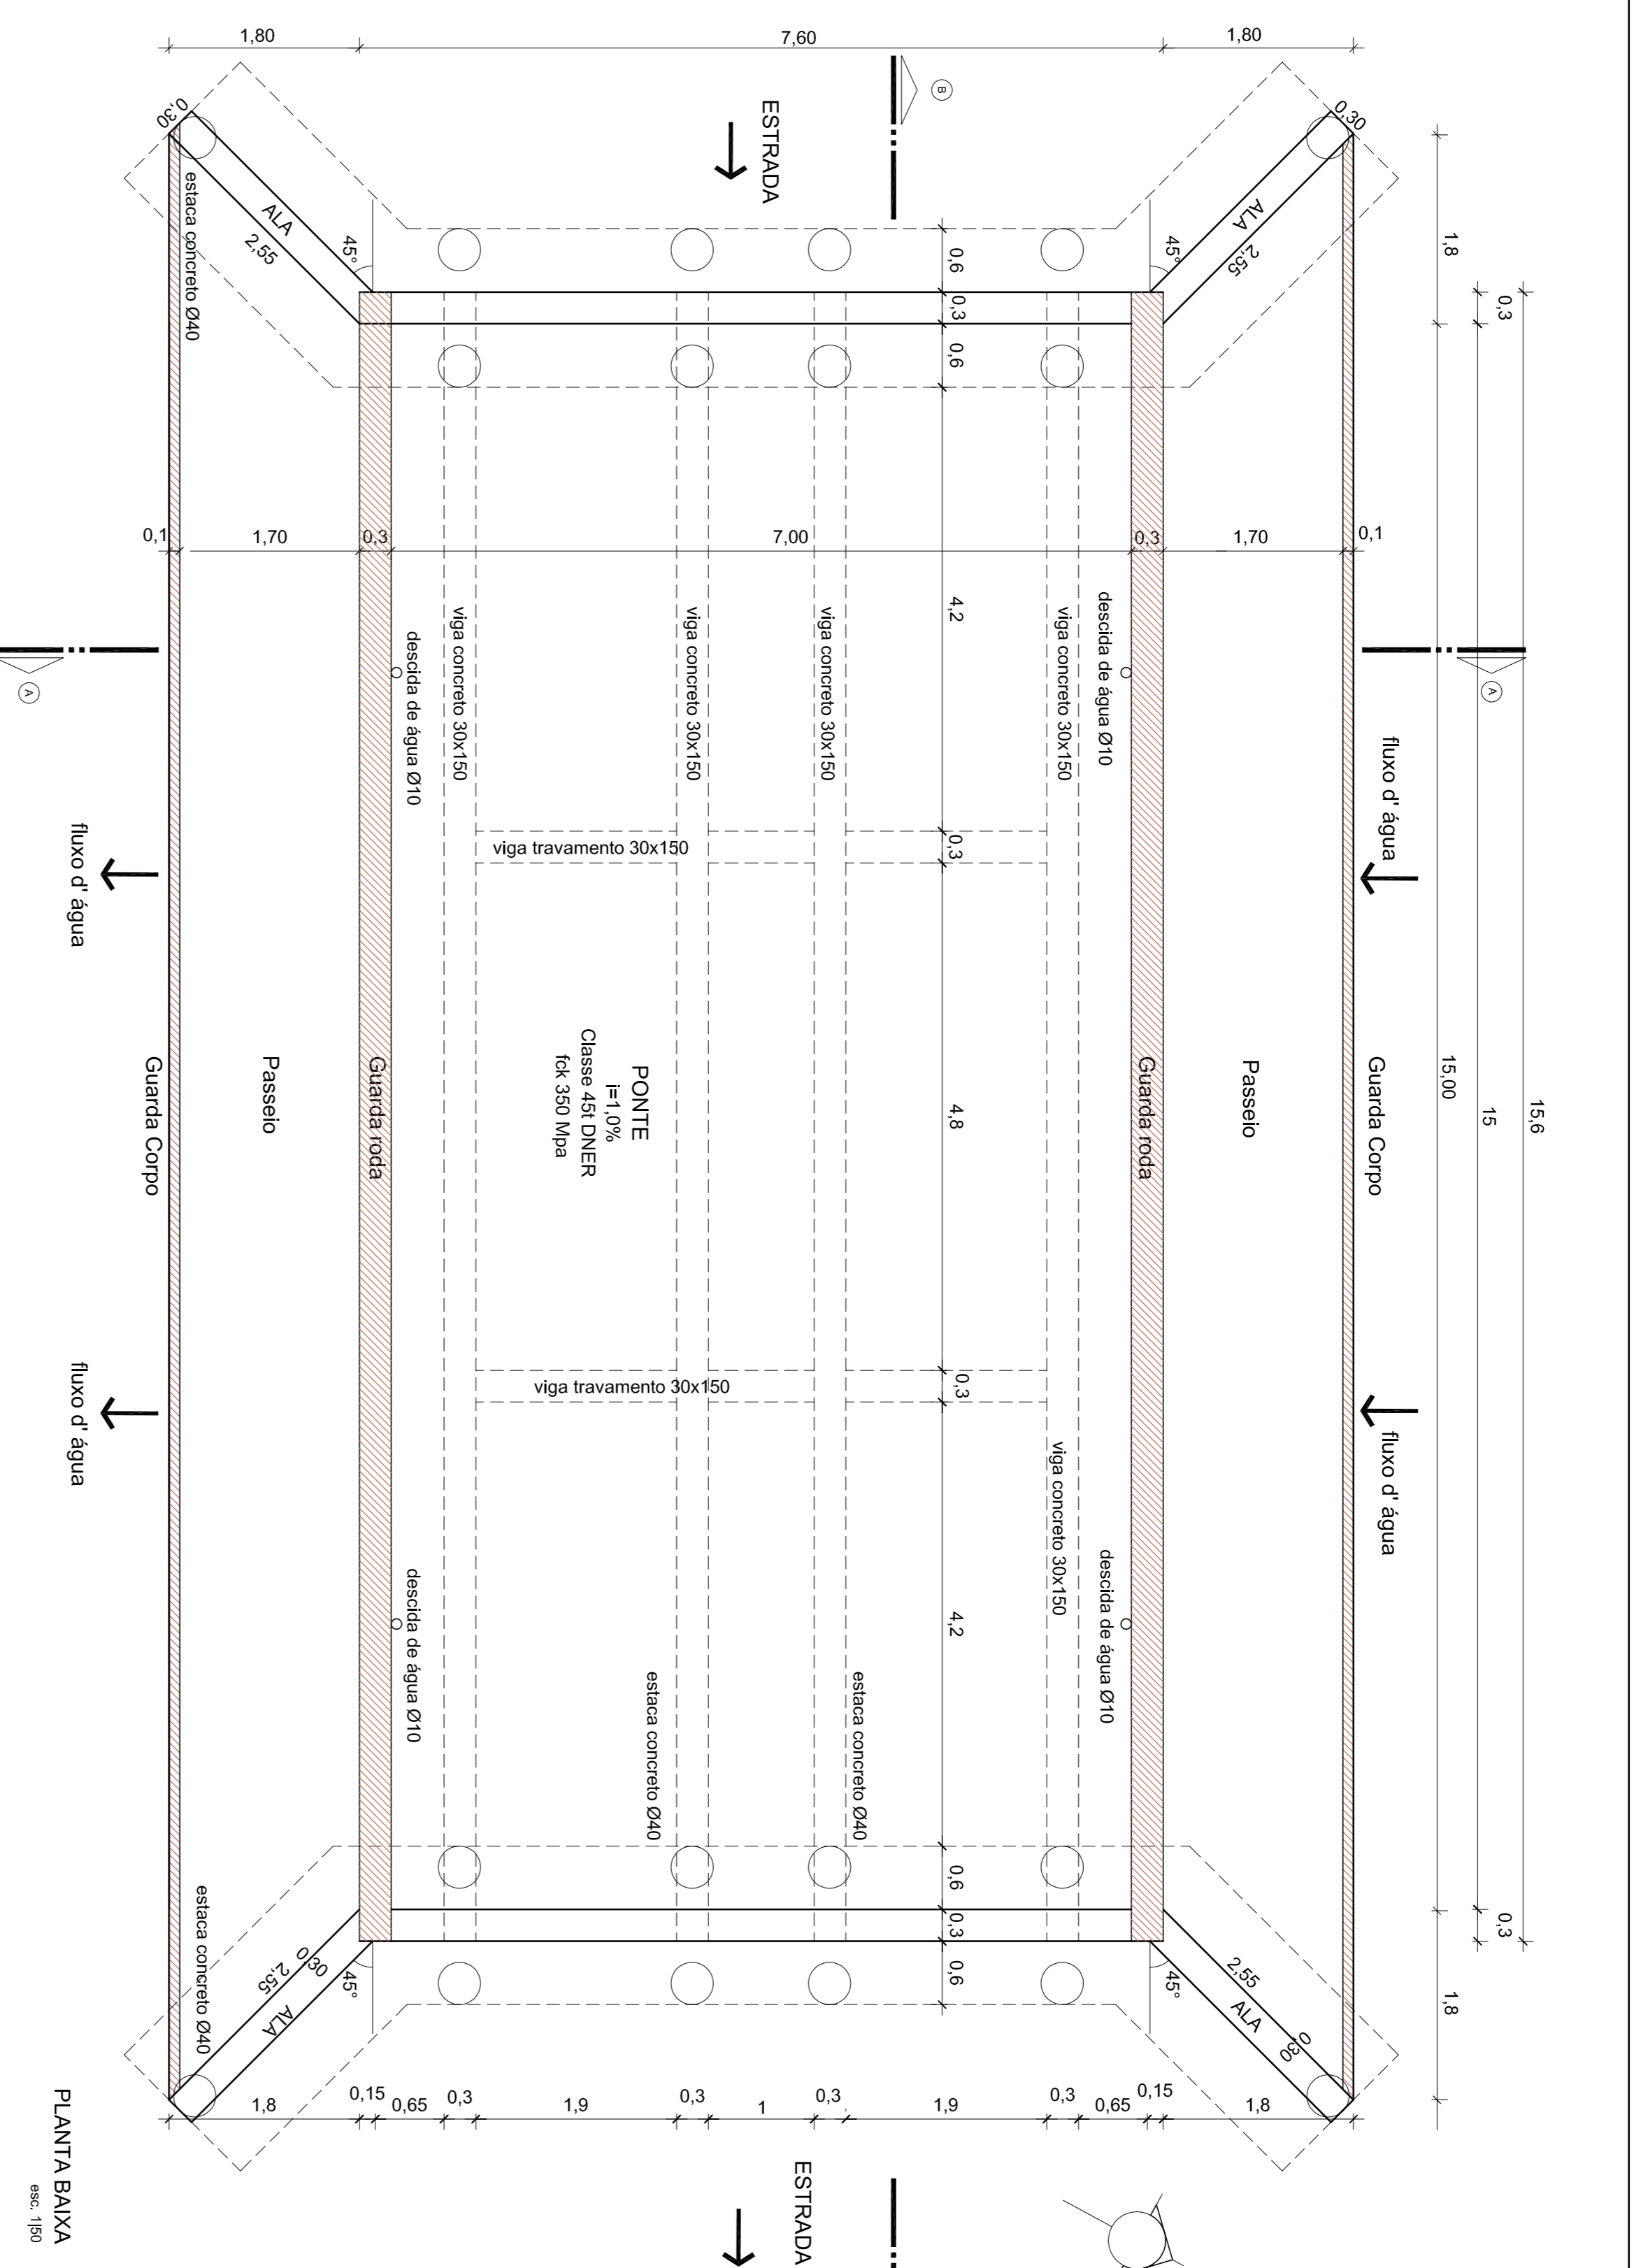 1,80
7,60
1,80
B
ESTRADA
0,30
0,30
ALA
2,55
45°
estaca concreto Ø40
ALA
2,55
45°
0,6
0,3
0,6
1,8
0,3
0,1
1,70
0,3
7,00
0,3
1,70
0,1
4,2
viga concreto 30x150
viga concreto 30x150
viga concreto 30x150
viga concreto 30x150
descida de água Ø10
descida de água Ø10
A
A
fluxo d' água
fluxo d' água
viga travamento 30x150
0,3
Guarda Corpo
Passeio
Guarda roda
PONTE
i=1,0%
Classe 45t DNER
fck 350 Mpa
4,8
Guarda roda
Passeio
Guarda Corpo
15,00
15
15,6
viga travamento 30x150
0,3
fluxo d' água
fluxo d' água
viga concreto 30x150
descida de água Ø10
descida de água Ø10
4,2
estaca concreto Ø40
estaca concreto Ø40
0,6
0,3
0,6
0,3
1,8
estaca concreto Ø40
2,55
0,30
ALA
45°
45°
2,55
ALA
0,30
1,8
0,15
0,65
0,3
1,9
0,3
1
0,3
1,9
0,3
0,65
0,15
1,8
ESTRADA
PLANTA BAIXA
esc. 1|50